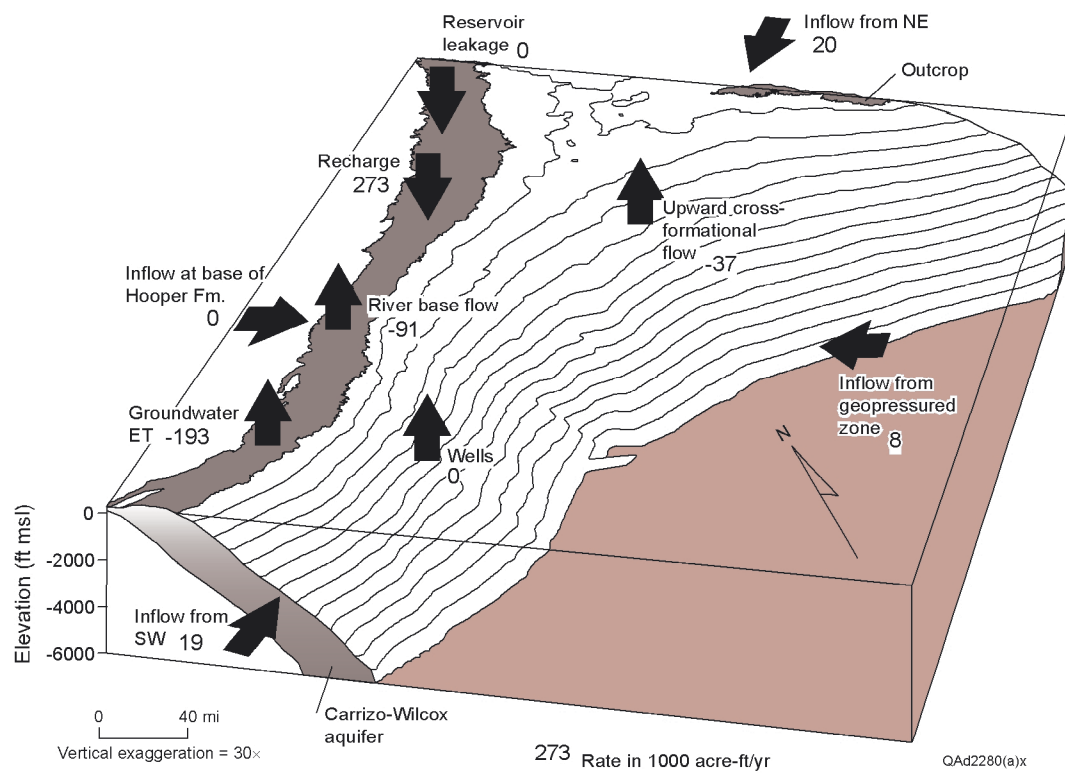 Reservoir
leakage 0
Inflow from NE
20
Outcrop
Recharge
273
Upward cross-
formational
flow -37
Inflow at base of
Hooper Fm.
0
River base flow
-91
Inflow from
geopressured
zone 8
Groundwater
ET -193
Wells
0
N
Elevation (ft msl)
0
-2000
-4000
-6000
Inflow from
SW 19
Carrizo-Wilcox
aquifer
0 40 mi
Vertical exaggeration = 30×
273 Rate in 1000 acre-ft/yr
QAd2280(a)x